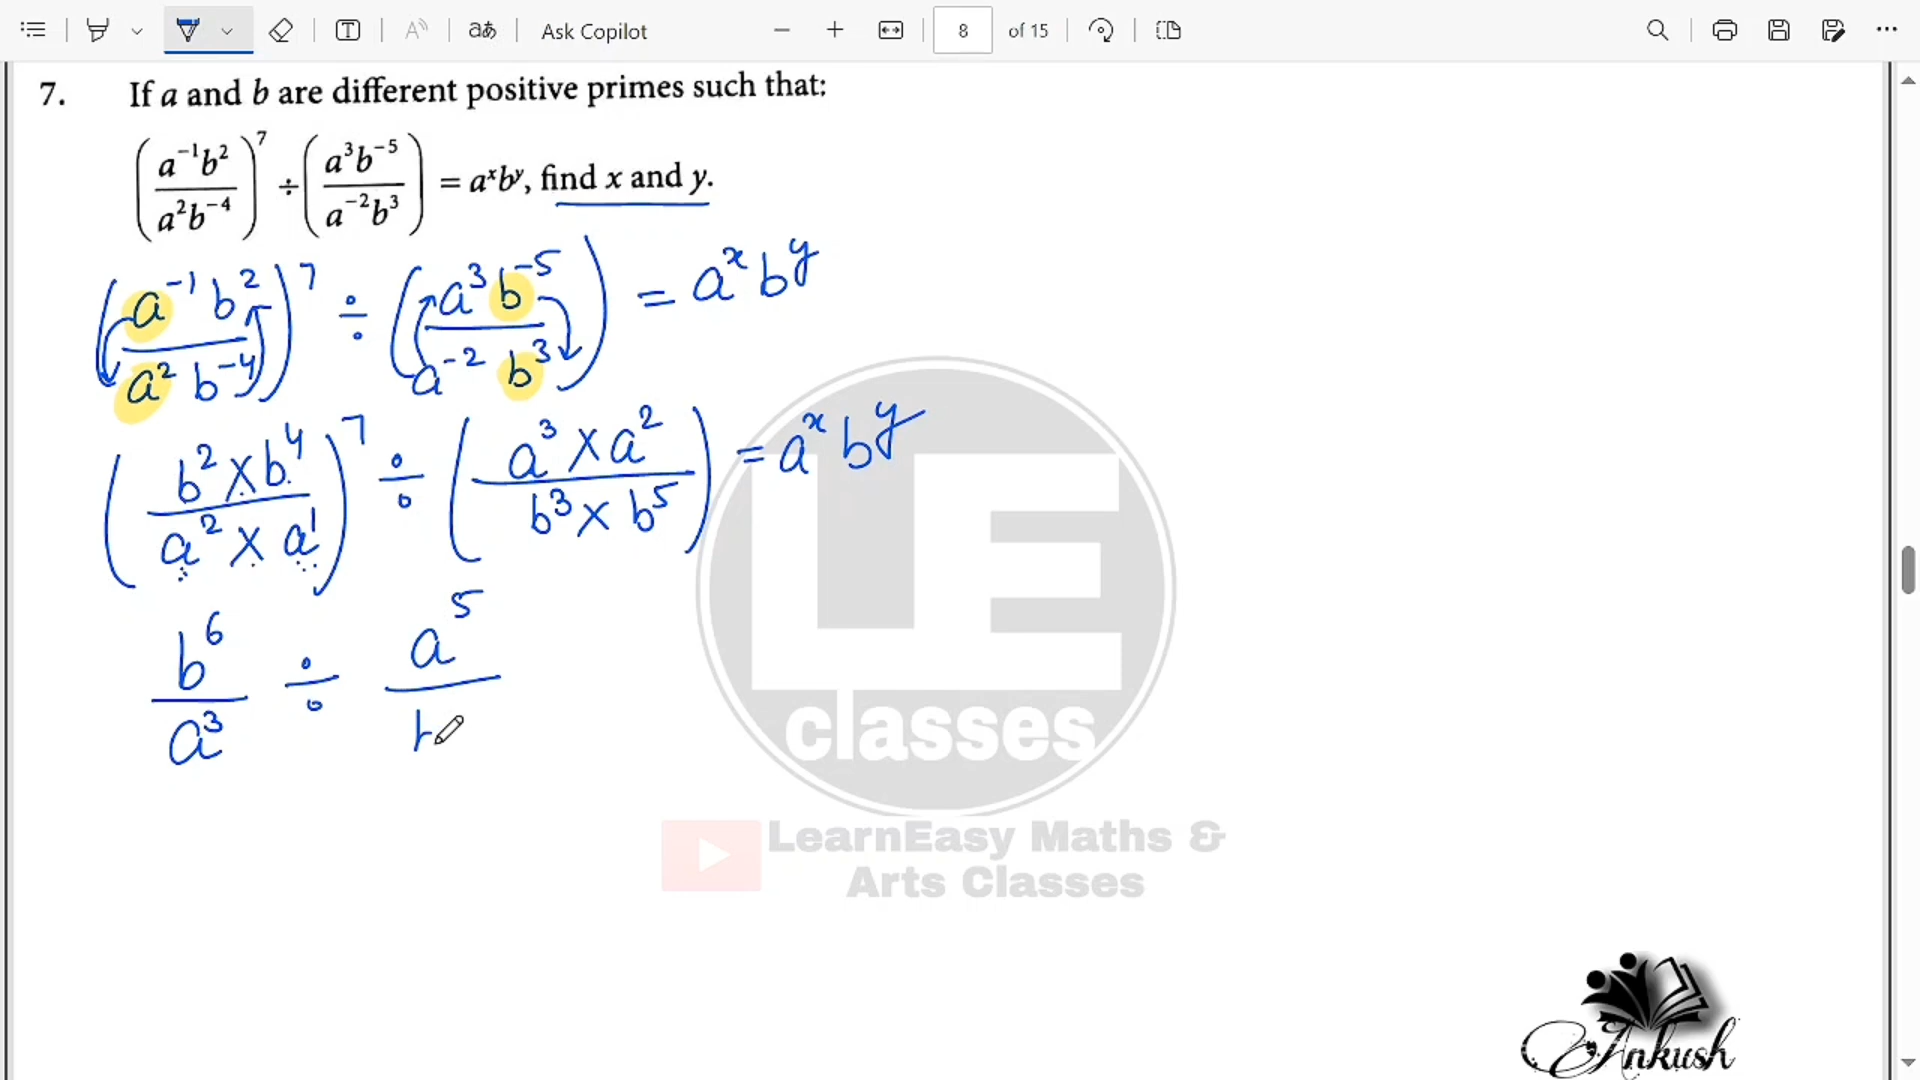 Ask Copilot 8 of 15
7. If a and b are different positive primes such that:
(a⁻¹b²/a²b⁻⁴)⁷ ÷ (a³b⁻⁵/a⁻²b³) = aˣbʸ, find x and y.
(a⁻¹b²/a²b⁻⁴)⁷ ÷ (a³b⁻⁵/a⁻²b³) = aˣbʸ
(b²×b⁴/a²×a¹)⁷ ÷ (a³×a²/b³×b⁵) = aˣbʸ
b⁶/a³ ÷ a⁵/
LE
classes
LearnEasy Maths &
Arts Classes
Ankush